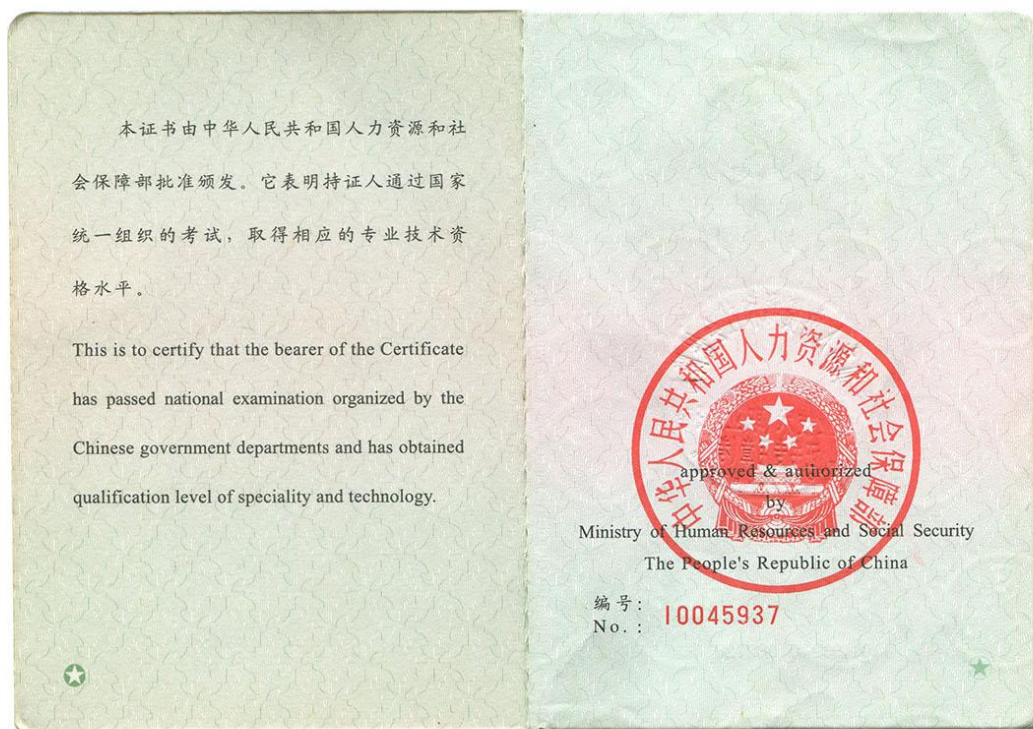 本证书由中华人民共和国人力资源和社
会保障部批准颁发。它表明持证人通过国家
统一组织的考试，取得相应的专业技术资
格水平。
This is to certify that the bearer of the Certificate
has passed national examination organized by the
Chinese government departments and has obtained
qualification level of speciality and technology.
中华人民共和国人力资源和社会保障部
approved & authorized
by
Ministry of Human Resources and Social Security
The People's Republic of China
编号：
No.：
10045937